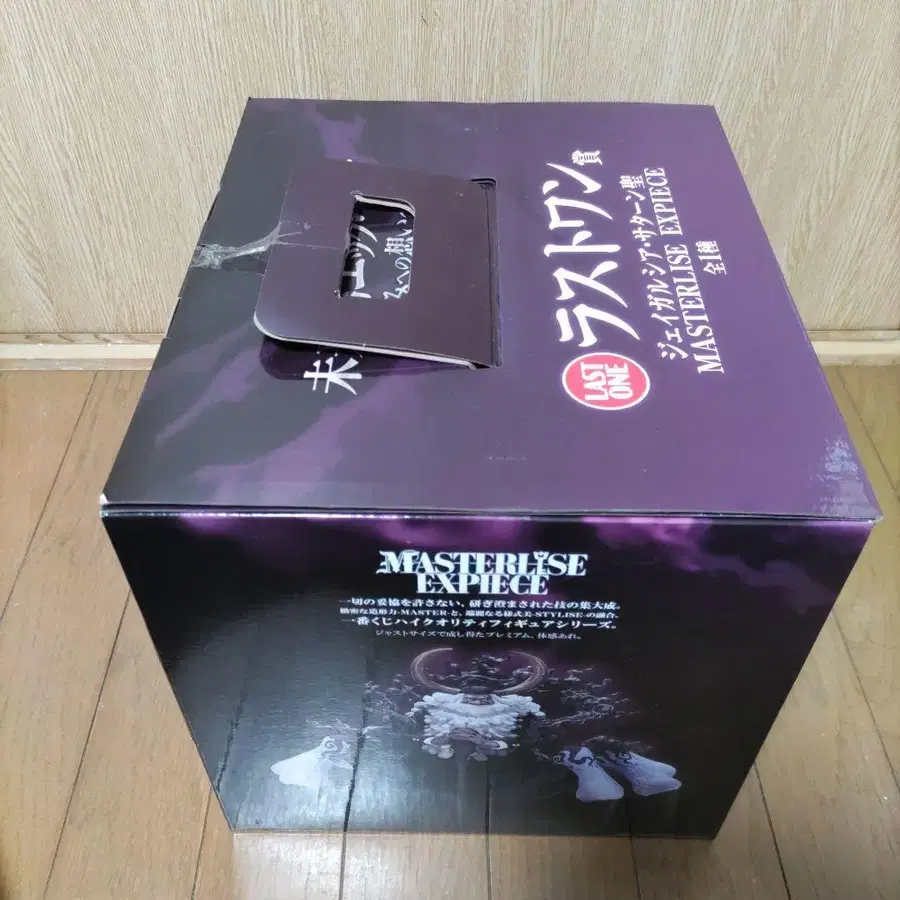 LAST ONE
ラストワン賞
ジェイガルシア・サターン聖
MASTERLISE EXPIECE
全1種
未
への想い
MASTERLISE
EXPIECE
一切の妥協を許さない、研ぎ澄まされた技の集大成。
緻密な造形力-MASTER-と、端麗なる様式美-STYLISE-の融合。
一番くじハイクオリティフィギュアシリーズ。
ジャストサイズで成し得たプレミアム、体感あれ。